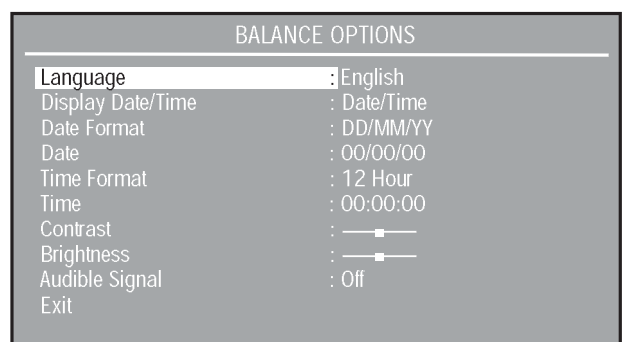 BALANCE OPTIONS
Language : English
Display Date/Time : Date/Time
Date Format : DD/MM/YY
Date : 00/00/00
Time Format : 12 Hour
Time : 00:00:00
Contrast :
Brightness :
Audible Signal : Off
Exit